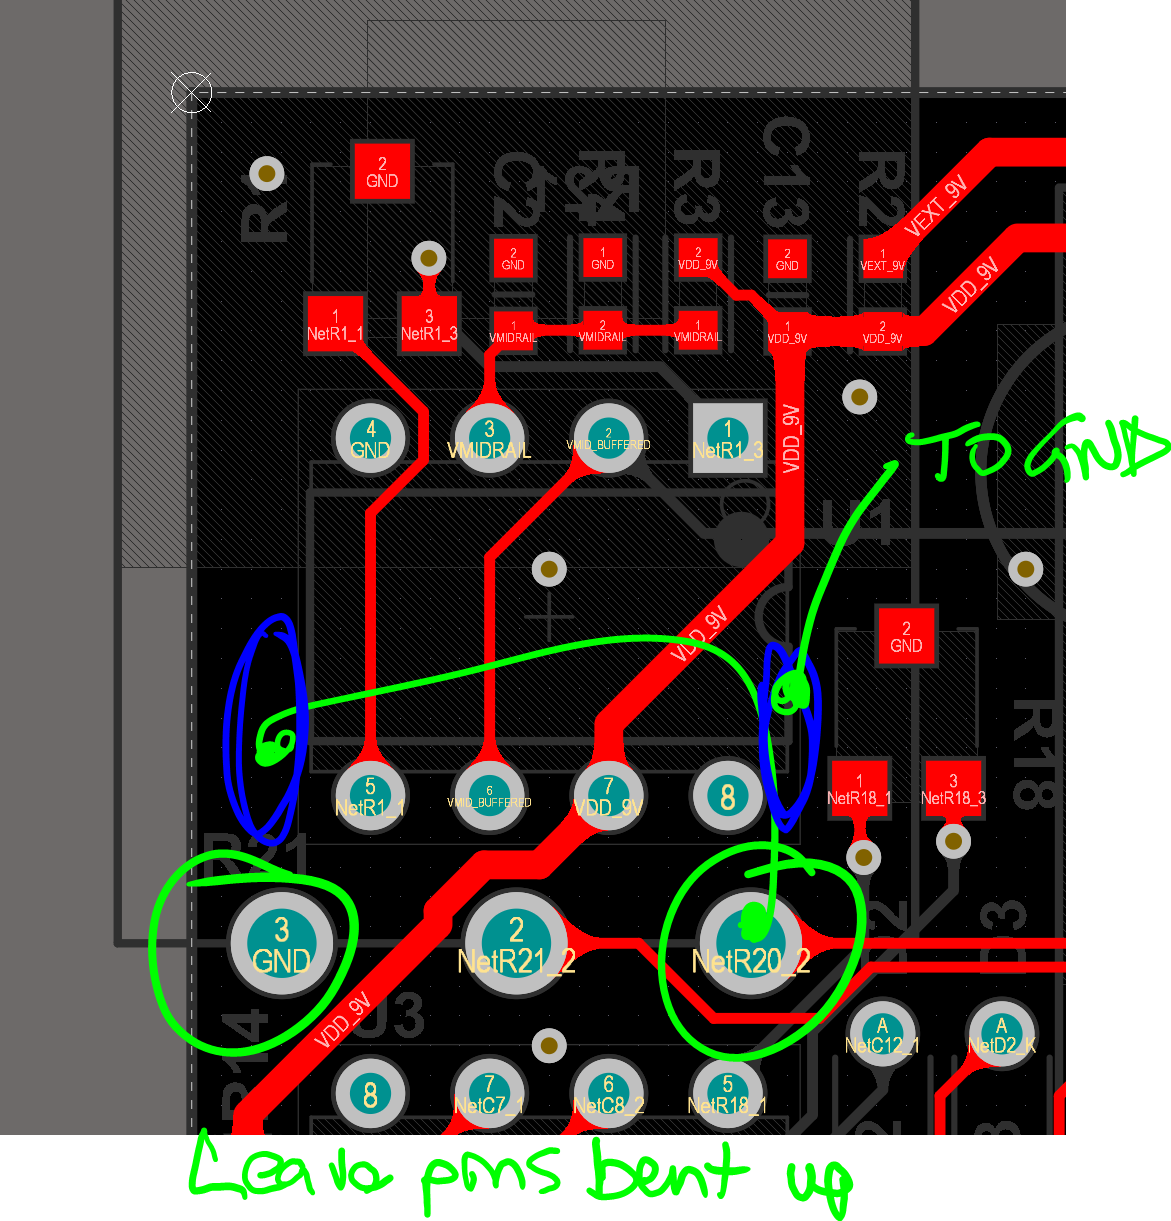 R1
2
GND
C2
R4
R3
C13
R2
2
GND
1
GND
2
VDD_9V
2
GND
1
VEXT_9V
VEXT_9V
VDD_9V
1
NetR1_1
3
NetR1_3
1
VMIDRAIL
2
VMIDRAIL
1
VMIDRAIL
1
VDD_9V
2
VDD_9V
4
GND
3
VMIDRAIL
2
VMID_BUFFERED
1
NetR1_3
VDD_9V
TO GND
U1
VDD_9V
2
GND
R18
5
NetR1_1
6
VMID_BUFFERED
7
VDD_9V
8
1
NetR18_1
3
NetR18_3
R21
3
GND
2
NetR21_2
NetR20_2
VDD_9V
U3
R14
A
NetC12_1
A
NetD2_K
8
7
NetC7_1
6
NetC8_2
5
NetR18_1
Leave pins bent up